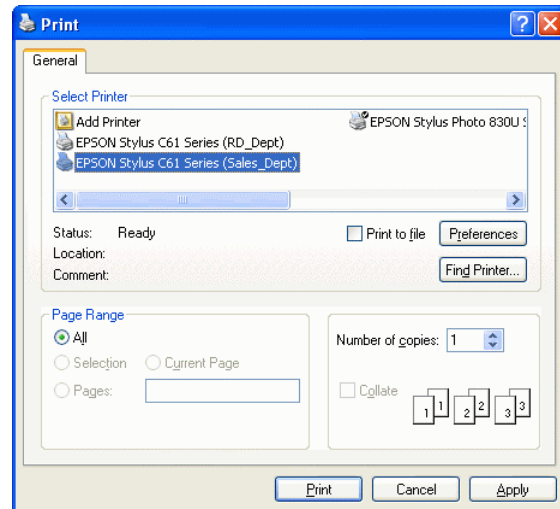 Print
General
Select Printer
Add Printer
EPSON Stylus Photo 830U S
EPSON Stylus C61 Series (RD_Dept)
EPSON Stylus C61 Series (Sales_Dept)
Status: Ready
Print to file
Preferences
Location:
Comment:
Find Printer...
Page Range
All
Number of copies: 1
Selection
Current Page
Pages:
Collate
1 1 2 2 3 3
Print
Cancel
Apply